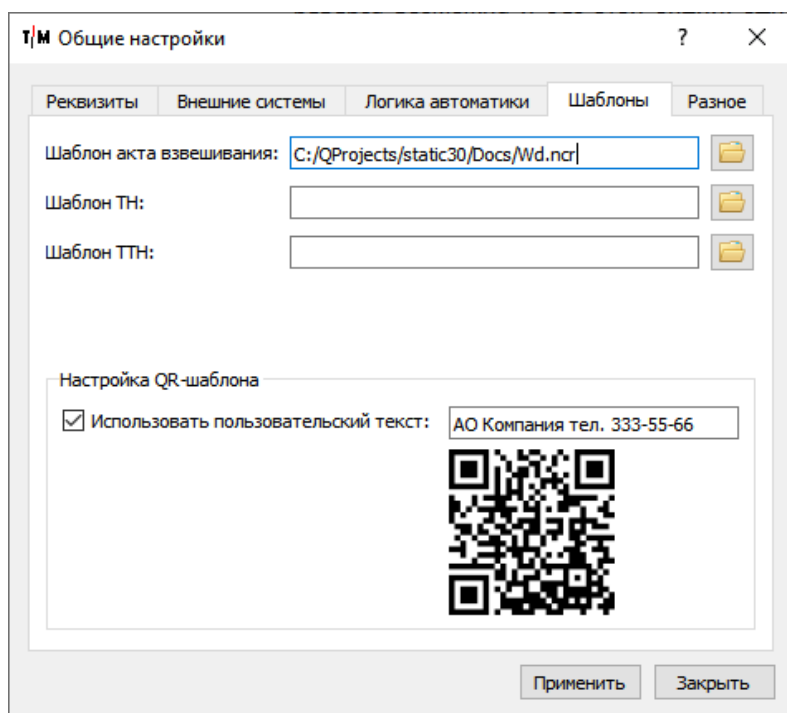 Т/М Общие настройки ?
Реквизиты Внешние системы Логика автоматики Шаблоны Разное
Шаблон акта взвешивания: C:/QProjects/static30/Docs/Wd.ncr
Шаблон ТН:
Шаблон ТТН:
Настройка QR-шаблона
Использовать пользовательский текст: АО Компания тел. 333-55-66
Применить Закрыть